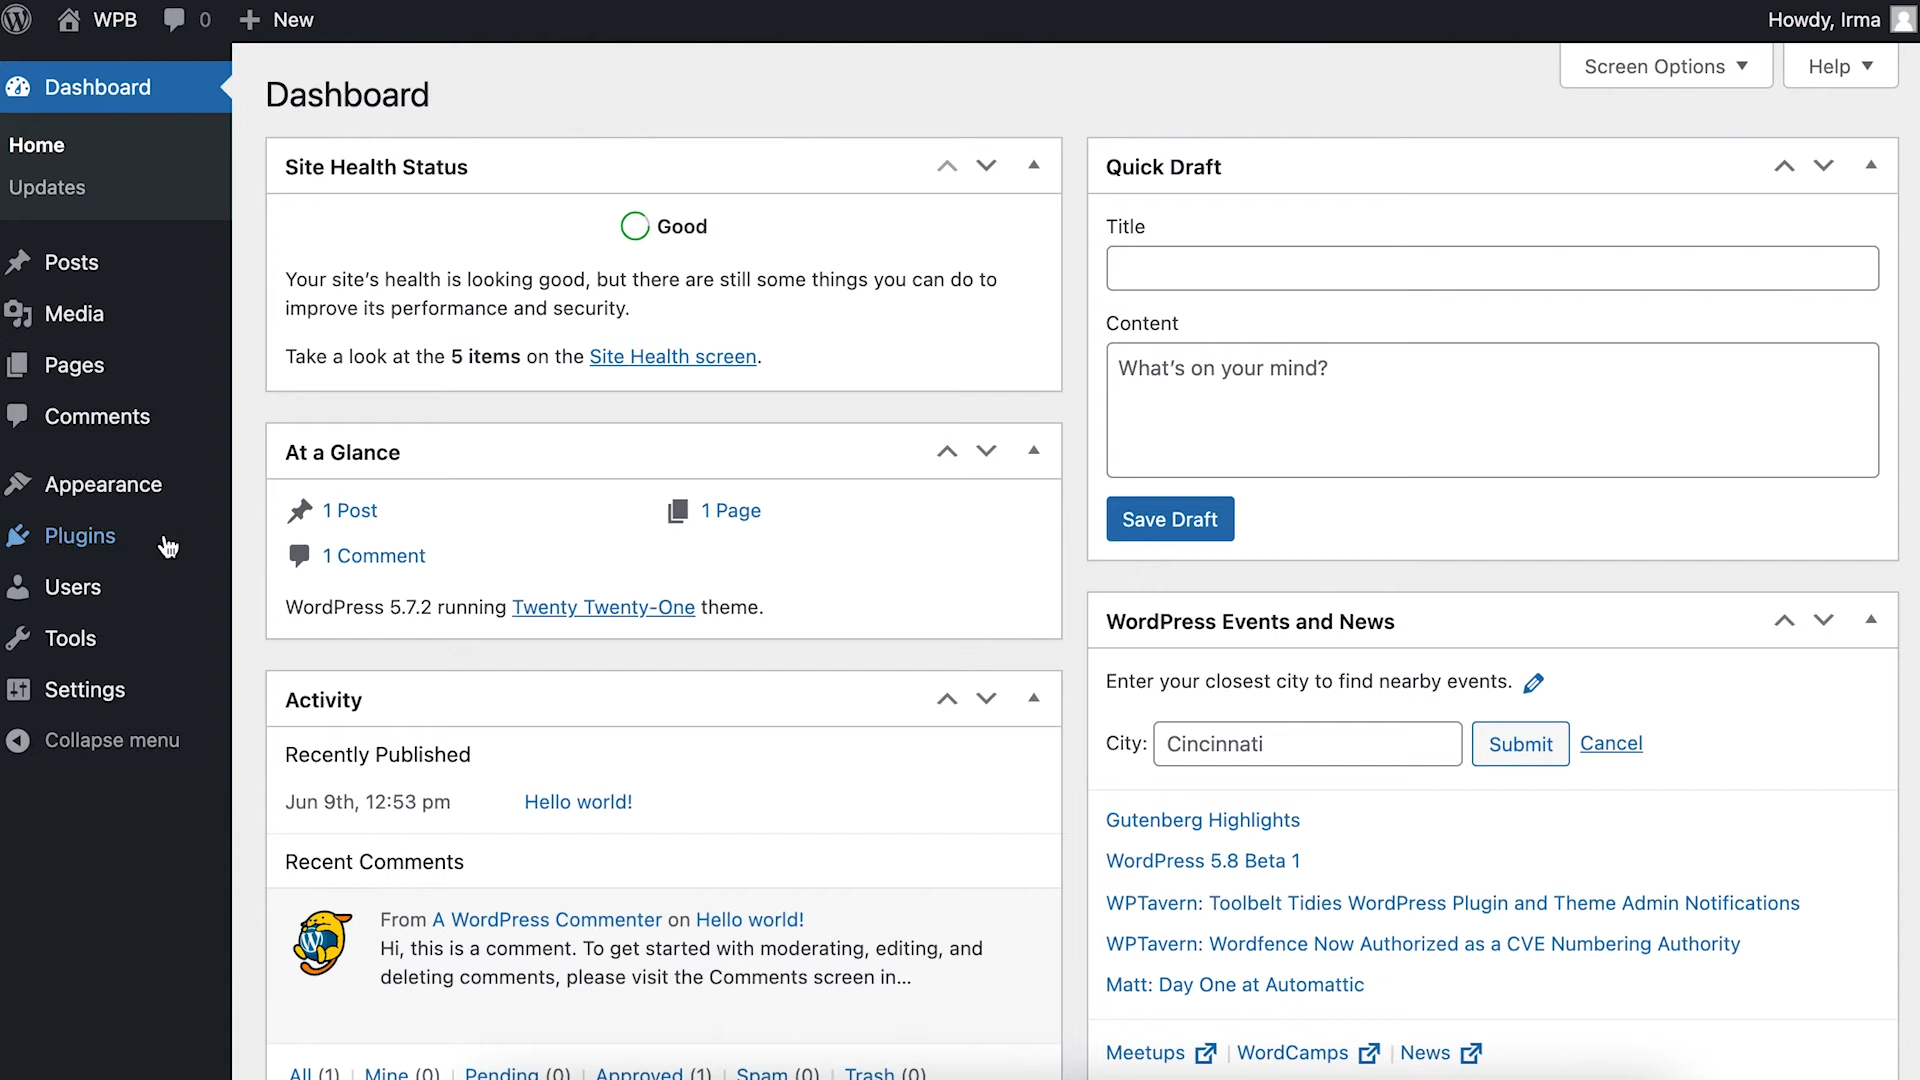 WPB 0 New
Howdy, Irma
Dashboard
Home
Updates
Posts
Media
Pages
Comments
Appearance
Plugins
Users
Tools
Settings
Collapse menu
Screen Options
Help
Dashboard
Site Health Status
Good
Your site's health is looking good, but there are still some things you can do to
improve its performance and security.
Take a look at the 5 items on the Site Health screen.
At a Glance
1 Post
1 Page
1 Comment
WordPress 5.7.2 running Twenty Twenty-One theme.
Activity
Recently Published
Jun 9th, 12:53 pm Hello world!
Recent Comments
From A WordPress Commenter on Hello world!
Hi, this is a comment. To get started with moderating, editing, and
deleting comments, please visit the Comments screen in…
All (1) | Mine (0) | Pending (0) | Approved (1) | Spam (0) | Trash (0)
Quick Draft
Title
Content
What's on your mind?
Save Draft
WordPress Events and News
Enter your closest city to find nearby events.
City: Cincinnati Submit Cancel
Gutenberg Highlights
WordPress 5.8 Beta 1
WPTavern: Toolbelt Tidies WordPress Plugin and Theme Admin Notifications
WPTavern: Wordfence Now Authorized as a CVE Numbering Authority
Matt: Day One at Automattic
Meetups | WordCamps | News